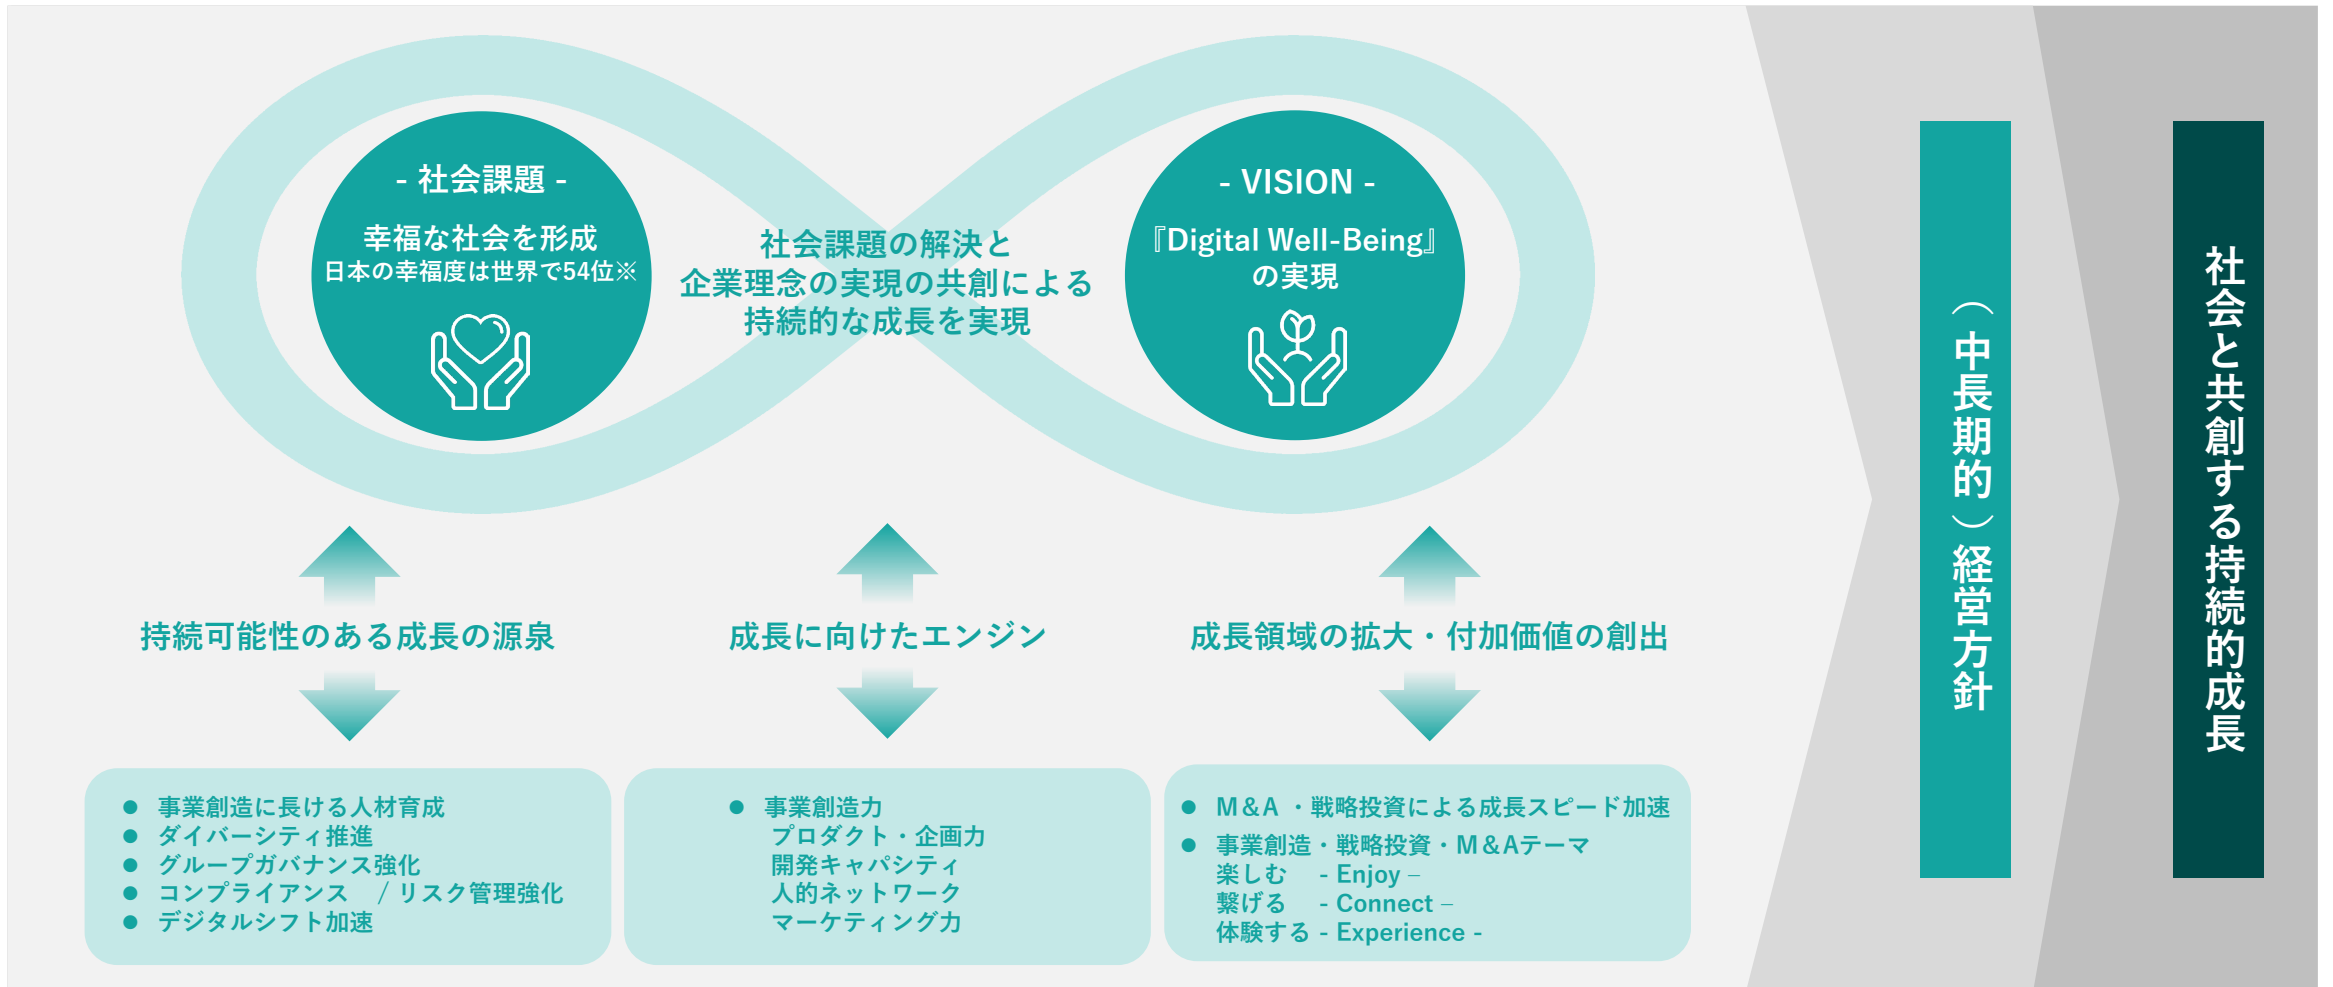 - 社会課題 -
幸福な社会を形成
日本の幸福度は世界で54位※
社会課題の解決と
企業理念の実現の共創による
持続的な成長を実現
- VISION -
『Digital Well-Being』
の実現
持続可能性のある成長の源泉
成長に向けたエンジン
成長領域の拡大・付加価値の創出
● 事業創造に長ける人材育成
● ダイバーシティ推進
● グループガバナンス強化
● コンプライアンス　/ リスク管理強化
● デジタルシフト加速
● 事業創造力
プロダクト・企画力
開発キャパシティ
人的ネットワーク
マーケティング力
● M＆A ・戦略投資による成長スピード加速
● 事業創造・戦略投資・M＆Aテーマ
楽しむ　- Enjoy –
繋げる　- Connect –
体験する - Experience -
（中長期的）経営方針
社会と共創する持続的成長